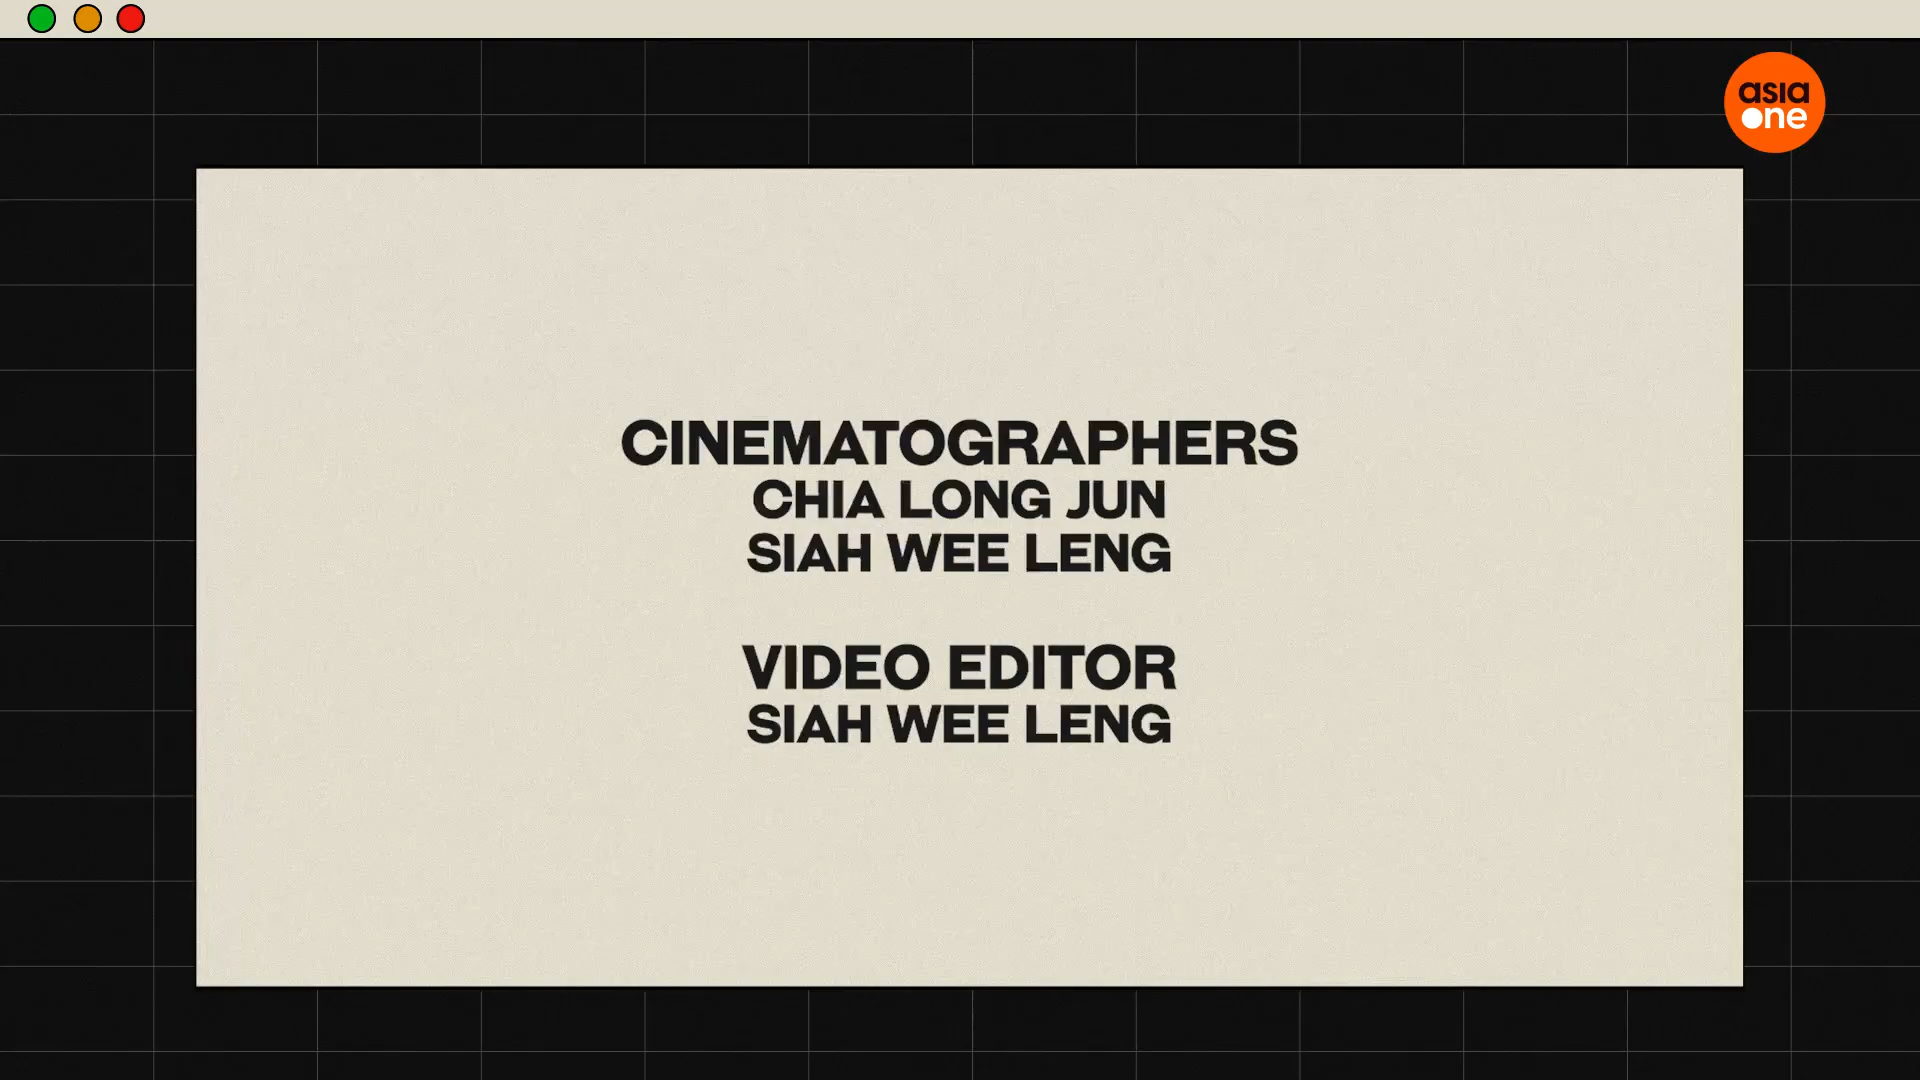 asia
one
CINEMATOGRAPHERS
CHIA LONG JUN
SIAH WEE LENG
VIDEO EDITOR
SIAH WEE LENG